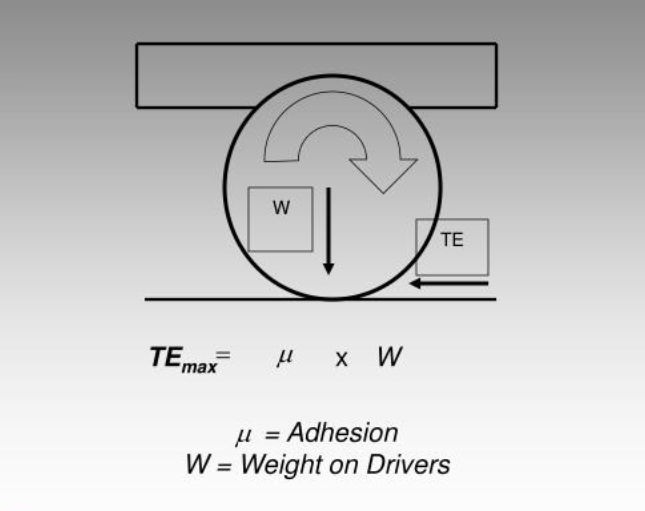 W
TE
TEmax= μ x W
μ = Adhesion
W = Weight on Drivers